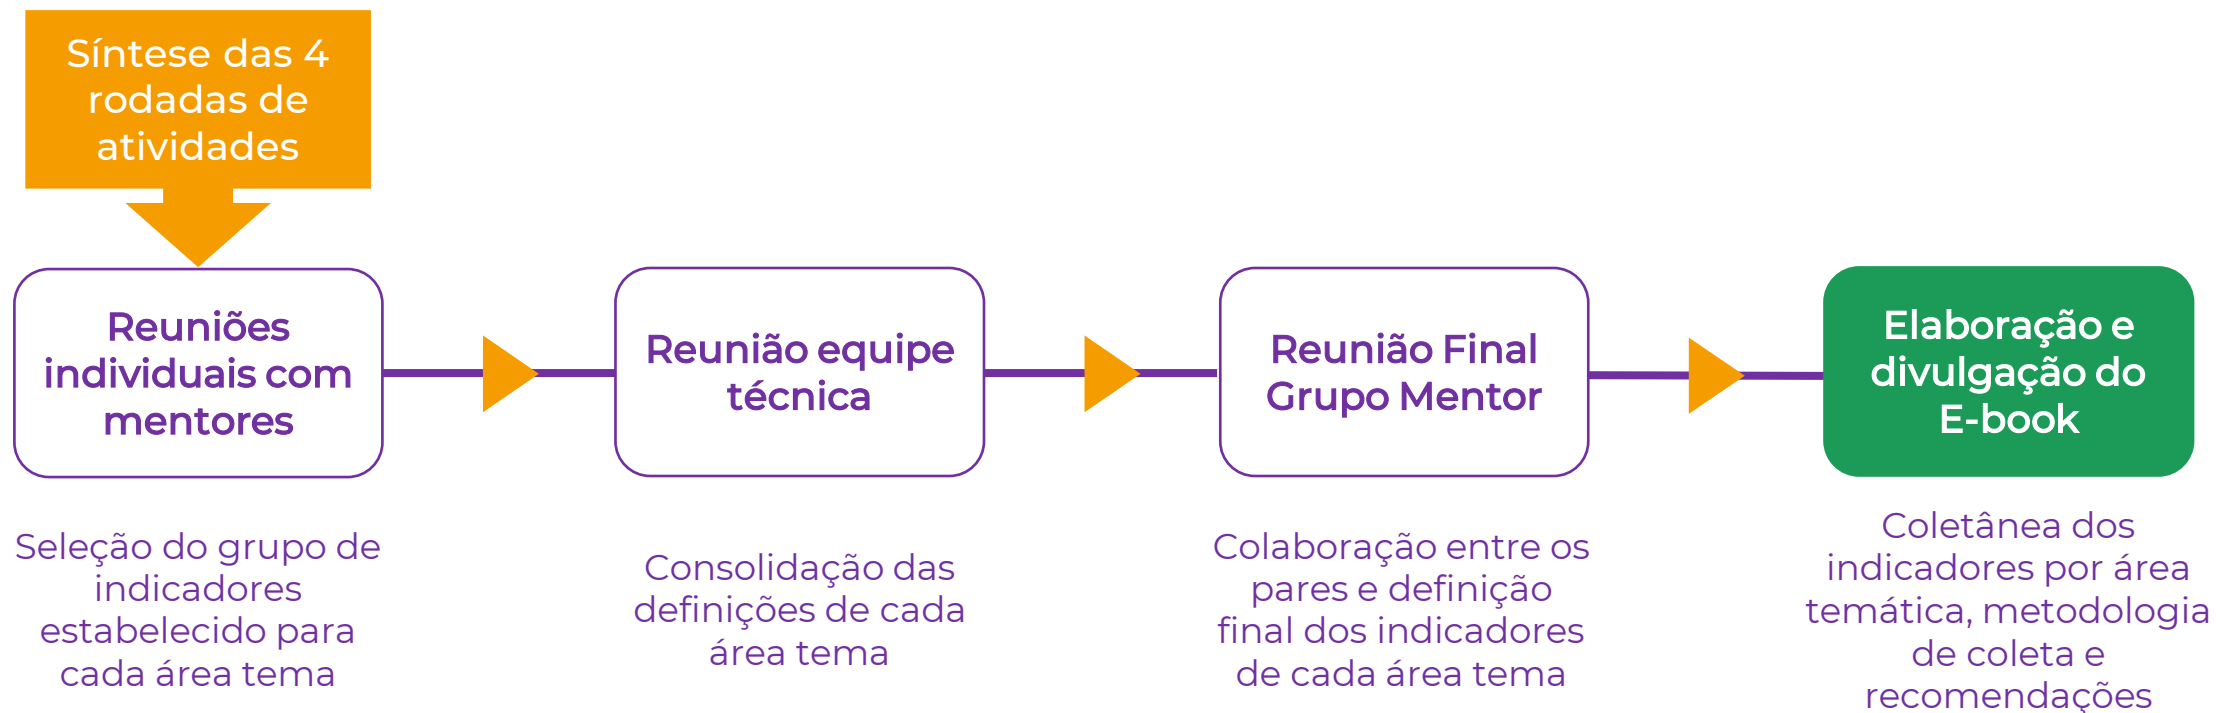 Síntese das 4
rodadas de
atividades
Reuniões
individuais com
mentores
Seleção do grupo de
indicadores
estabelecido para
cada área tema
Reunião equipe
técnica
Consolidação das
definições de cada
área tema
Reunião Final
Grupo Mentor
Colaboração entre os
pares e definição
final dos indicadores
de cada área tema
Elaboração e
divulgação do
E-book
Coletânea dos
indicadores por área
temática, metodologia
de coleta e
recomendações